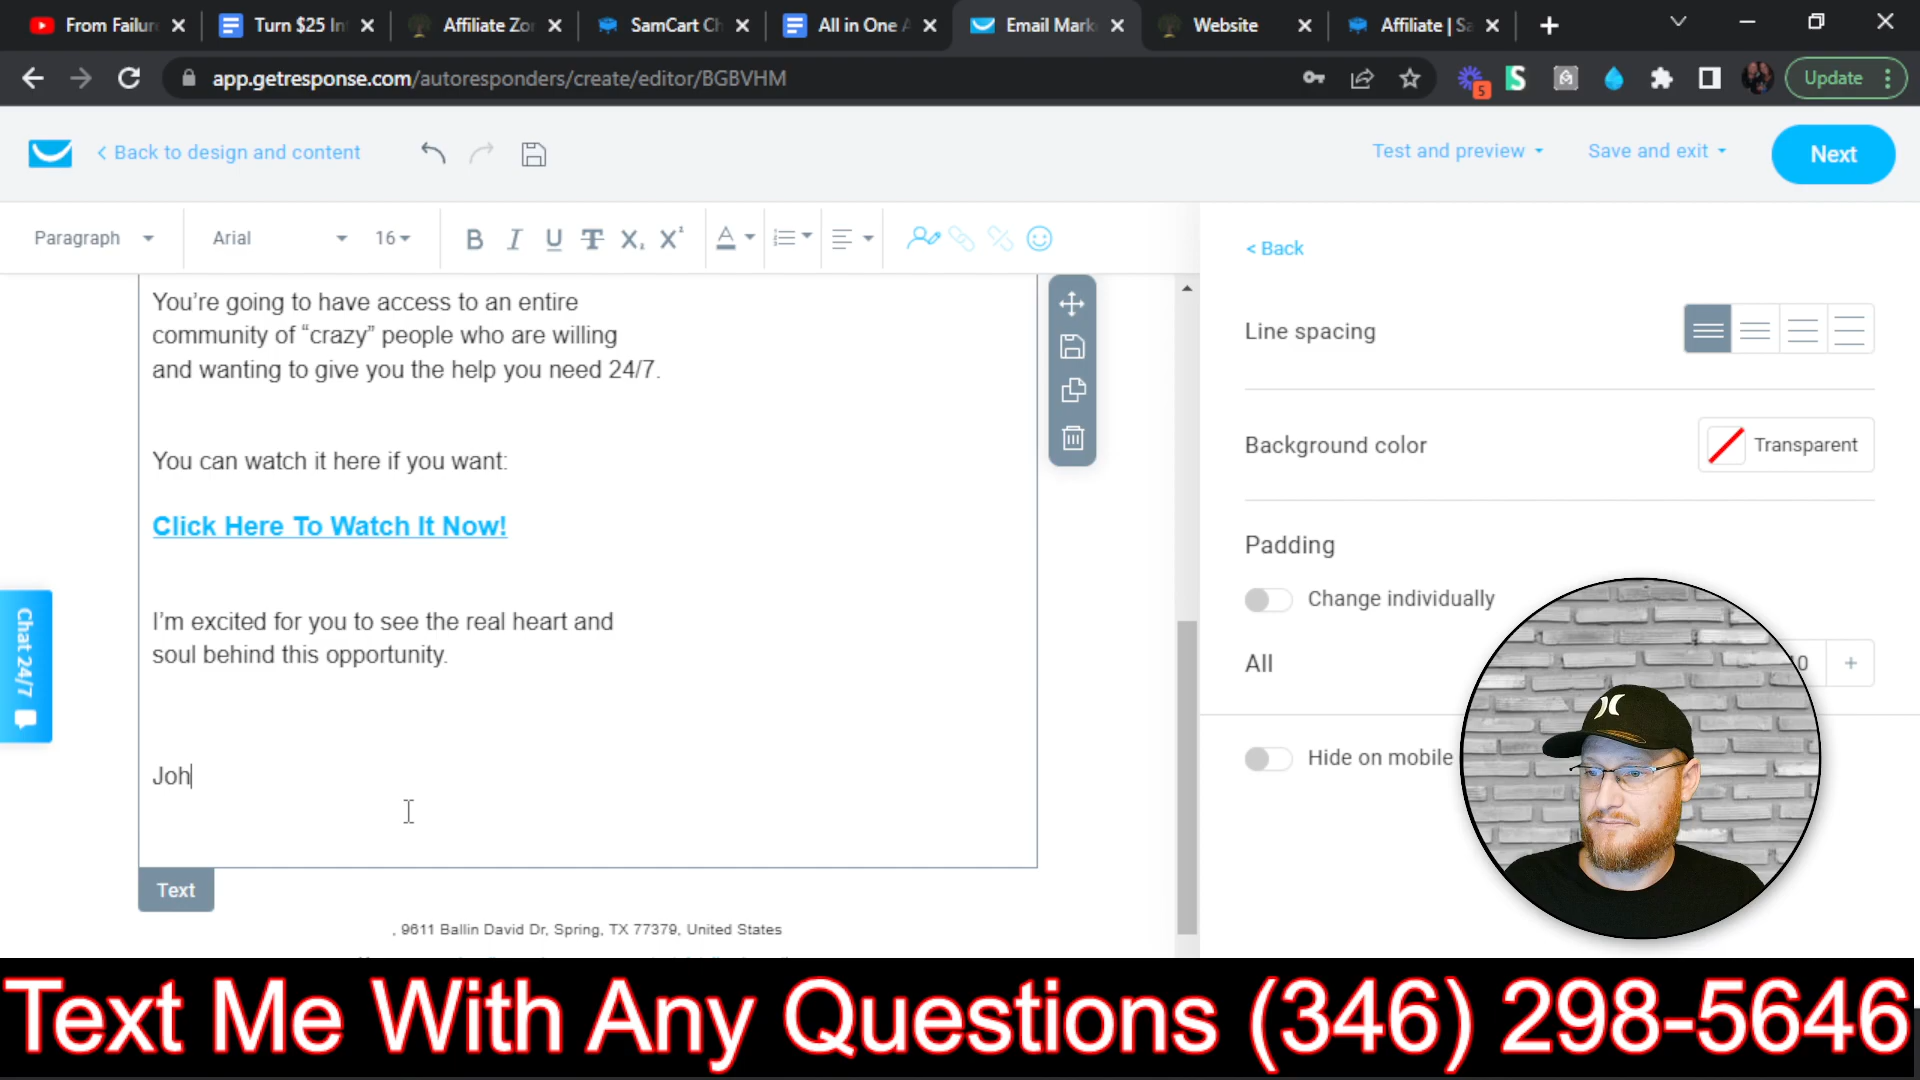 From Failur
Turn $25 In
Affiliate Zo
SamCart Ch
All in One A
Email Mark
Website
Affiliate | Sa
app.getresponse.com/autoresponders/create/editor/BGBVHM
5
S
Update
< Back to design and content
Test and preview
Save and exit
Next
Paragraph
Arial
16
B I U T X, X'
A
< Back
You’re going to have access to an entire
community of “crazy” people who are willing
and wanting to give you the help you need 24/7.
You can watch it here if you want:
Click Here To Watch It Now!
I’m excited for you to see the real heart and
soul behind this opportunity.
Joh
Text
, 9611 Ballin David Dr, Spring, TX 77379, United States
Chat 24/7
Line spacing
Background color
Transparent
Padding
Change individually
All
+
Hide on mobile
Text Me With Any Questions (346) 298-5646